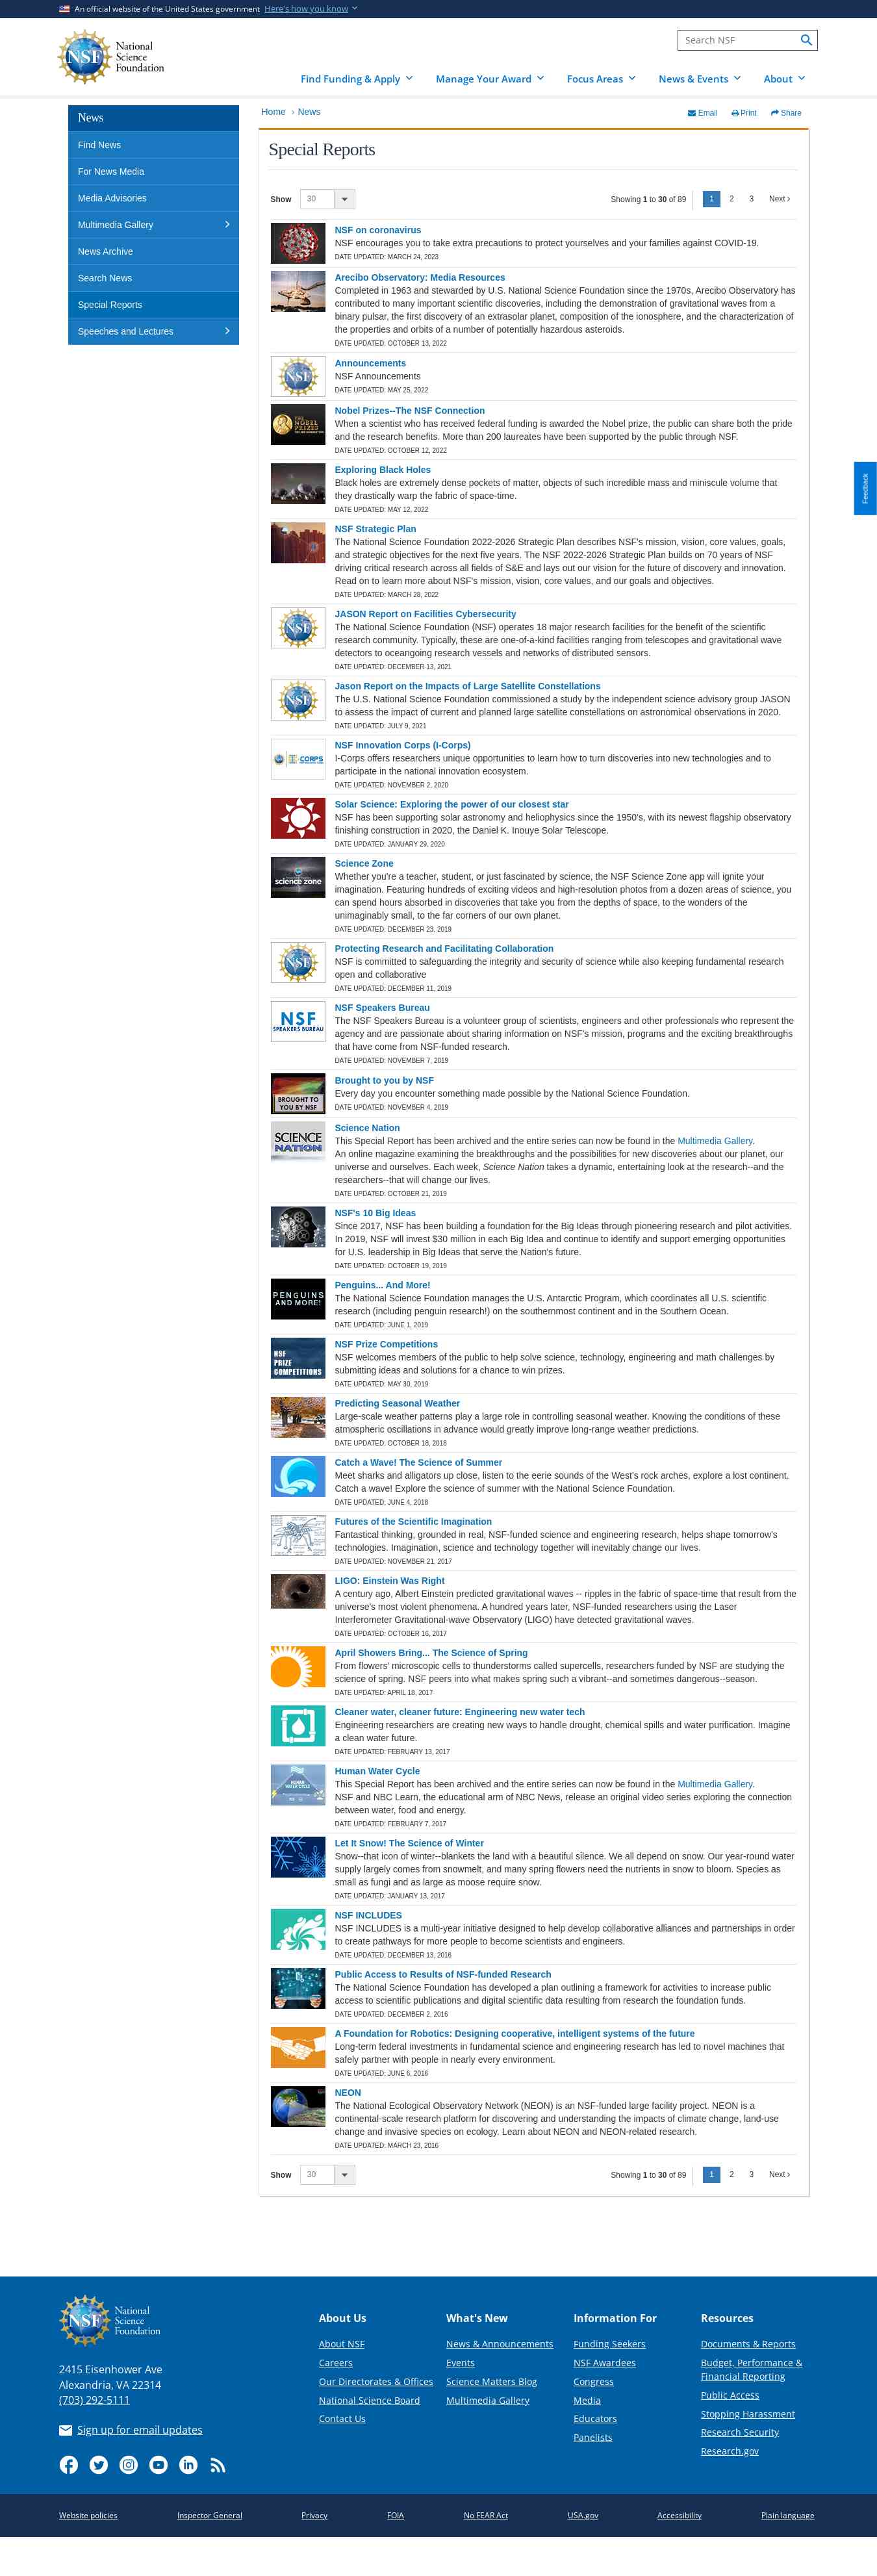 An official website of the United States government Here's how you know
National
Science
Foundation
NSF
Search NSF
Find Funding & Apply
Manage Your Award
Focus Areas
News & Events
About
News
Find News
For News Media
Media Advisories
Multimedia Gallery
News Archive
Search News
Special Reports
Speeches and Lectures
Home > News
Email
Print
Share
Feedback
Special Reports
Show 30
Showing 1 to 30 of 89
1 2 3 Next >
NSF on coronavirus
NSF encourages you to take extra precautions to protect yourselves and your families against COVID-19.
DATE UPDATED: MARCH 24, 2023
Arecibo Observatory: Media Resources
Completed in 1963 and stewarded by U.S. National Science Foundation since the 1970s, Arecibo Observatory has
contributed to many important scientific discoveries, including the demonstration of gravitational waves from a
binary pulsar, the first discovery of an extrasolar planet, composition of the ionosphere, and the characterization of
the properties and orbits of a number of potentially hazardous asteroids.
DATE UPDATED: OCTOBER 13, 2022
NSF
Announcements
NSF Announcements
DATE UPDATED: MAY 25, 2022
THE NOBEL PRIZES
Nobel Prizes--The NSF Connection
When a scientist who has received federal funding is awarded the Nobel prize, the public can share both the pride
and the research benefits. More than 200 laureates have been supported by the public through NSF.
DATE UPDATED: OCTOBER 12, 2022
Exploring Black Holes
Black holes are extremely dense pockets of matter, objects of such incredible mass and miniscule volume that
they drastically warp the fabric of space-time.
DATE UPDATED: MAY 12, 2022
NSF Strategic Plan
The National Science Foundation 2022-2026 Strategic Plan describes NSF's mission, vision, core values, goals,
and strategic objectives for the next five years. The NSF 2022-2026 Strategic Plan builds on 70 years of NSF
driving critical research across all fields of S&E and lays out our vision for the future of discovery and innovation.
Read on to learn more about NSF's mission, vision, core values, and our goals and objectives.
DATE UPDATED: MARCH 28, 2022
NSF
JASON Report on Facilities Cybersecurity
The National Science Foundation (NSF) operates 18 major research facilities for the benefit of the scientific
research community. Typically, these are one-of-a-kind facilities ranging from telescopes and gravitational wave
detectors to oceangoing research vessels and networks of distributed sensors.
DATE UPDATED: DECEMBER 13, 2021
NSF
Jason Report on the Impacts of Large Satellite Constellations
The U.S. National Science Foundation commissioned a study by the independent science advisory group JASON
to assess the impact of current and planned large satellite constellations on astronomical observations in 2020.
DATE UPDATED: JULY 9, 2021
CORPS
NSF Innovation Corps (I-Corps)
I-Corps offers researchers unique opportunities to learn how to turn discoveries into new technologies and to
participate in the national innovation ecosystem.
DATE UPDATED: NOVEMBER 2, 2020
Solar Science: Exploring the power of our closest star
NSF has been supporting solar astronomy and heliophysics since the 1950's, with its newest flagship observatory
finishing construction in 2020, the Daniel K. Inouye Solar Telescope.
DATE UPDATED: JANUARY 29, 2020
science zone
Science Zone
Whether you're a teacher, student, or just fascinated by science, the NSF Science Zone app will ignite your
imagination. Featuring hundreds of exciting videos and high-resolution photos from a dozen areas of science, you
can spend hours absorbed in discoveries that take you from the depths of space, to the wonders of the
unimaginably small, to the far corners of our own planet.
DATE UPDATED: DECEMBER 23, 2019
NSF
Protecting Research and Facilitating Collaboration
NSF is committed to safeguarding the integrity and security of science while also keeping fundamental research
open and collaborative
DATE UPDATED: DECEMBER 11, 2019
NSF
SPEAKERS BUREAU
NSF Speakers Bureau
The NSF Speakers Bureau is a volunteer group of scientists, engineers and other professionals who represent the
agency and are passionate about sharing information on NSF's mission, programs and the exciting breakthroughs
that have come from NSF-funded research.
DATE UPDATED: NOVEMBER 7, 2019
BROUGHT TO
YOU BY NSF
Brought to you by NSF
Every day you encounter something made possible by the National Science Foundation.
DATE UPDATED: NOVEMBER 4, 2019
SCIENCE
NATION
Science Nation
This Special Report has been archived and the entire series can now be found in the Multimedia Gallery.
An online magazine examining the breakthroughs and the possibilities for new discoveries about our planet, our
universe and ourselves. Each week, Science Nation takes a dynamic, entertaining look at the research--and the
researchers--that will change our lives.
DATE UPDATED: OCTOBER 21, 2019
NSF's 10 Big Ideas
Since 2017, NSF has been building a foundation for the Big Ideas through pioneering research and pilot activities.
In 2019, NSF will invest $30 million in each Big Idea and continue to identify and support emerging opportunities
for U.S. leadership in Big Ideas that serve the Nation's future.
DATE UPDATED: OCTOBER 19, 2019
PENGUINS
AND MORE!
Penguins... And More!
The National Science Foundation manages the U.S. Antarctic Program, which coordinates all U.S. scientific
research (including penguin research!) on the southernmost continent and in the Southern Ocean.
DATE UPDATED: JUNE 1, 2019
NSF
PRIZE
COMPETITIONS
NSF Prize Competitions
NSF welcomes members of the public to help solve science, technology, engineering and math challenges by
submitting ideas and solutions for a chance to win prizes.
DATE UPDATED: MAY 30, 2019
Predicting Seasonal Weather
Large-scale weather patterns play a large role in controlling seasonal weather. Knowing the conditions of these
atmospheric oscillations in advance would greatly improve long-range weather predictions.
DATE UPDATED: OCTOBER 18, 2018
Catch a Wave! The Science of Summer
Meet sharks and alligators up close, listen to the eerie sounds of the West's rock arches, explore a lost continent.
Catch a wave! Explore the science of summer with the National Science Foundation.
DATE UPDATED: JUNE 4, 2018
Futures of the Scientific Imagination
Fantastical thinking, grounded in real, NSF-funded science and engineering research, helps shape tomorrow's
technologies. Imagination, science and technology together will inevitably change our lives.
DATE UPDATED: NOVEMBER 21, 2017
LIGO: Einstein Was Right
A century ago, Albert Einstein predicted gravitational waves -- ripples in the fabric of space-time that result from the
universe's most violent phenomena. A hundred years later, NSF-funded researchers using the Laser
Interferometer Gravitational-wave Observatory (LIGO) have detected gravitational waves.
DATE UPDATED: OCTOBER 16, 2017
April Showers Bring... The Science of Spring
From flowers' microscopic cells to thunderstorms called supercells, researchers funded by NSF are studying the
science of spring. NSF peers into what makes spring such a vibrant--and sometimes dangerous--season.
DATE UPDATED: APRIL 18, 2017
Cleaner water, cleaner future: Engineering new water tech
Engineering researchers are creating new ways to handle drought, chemical spills and water purification. Imagine
a clean water future.
DATE UPDATED: FEBRUARY 13, 2017
HUMAN
WATER CYCLE
Human Water Cycle
This Special Report has been archived and the entire series can now be found in the Multimedia Gallery.
NSF and NBC Learn, the educational arm of NBC News, release an original video series exploring the connection
between water, food and energy.
DATE UPDATED: FEBRUARY 7, 2017
Let It Snow! The Science of Winter
Snow--that icon of winter--blankets the land with a beautiful silence. We all depend on snow. Our year-round water
supply largely comes from snowmelt, and many spring flowers need the nutrients in snow to bloom. Species as
small as fungi and as large as moose require snow.
DATE UPDATED: JANUARY 13, 2017
NSF INCLUDES
NSF INCLUDES is a multi-year initiative designed to help develop collaborative alliances and partnerships in order
to create pathways for more people to become scientists and engineers.
DATE UPDATED: DECEMBER 13, 2016
Public Access to Results of NSF-funded Research
The National Science Foundation has developed a plan outlining a framework for activities to increase public
access to scientific publications and digital scientific data resulting from research the foundation funds.
DATE UPDATED: DECEMBER 2, 2016
A Foundation for Robotics: Designing cooperative, intelligent systems of the future
Long-term federal investments in fundamental science and engineering research has led to novel machines that
safely partner with people in nearly every environment.
DATE UPDATED: JUNE 6, 2016
NEON
The National Ecological Observatory Network (NEON) is an NSF-funded large facility project. NEON is a
continental-scale research platform for discovering and understanding the impacts of climate change, land-use
change and invasive species on ecology. Learn about NEON and NEON-related research.
DATE UPDATED: MARCH 23, 2016
Show 30
Showing 1 to 30 of 89
1 2 3 Next >
NSF
National
Science
Foundation
2415 Eisenhower Ave
Alexandria, VA 22314
(703) 292-5111
Sign up for email updates
About Us
About NSF
Careers
Our Directorates & Offices
National Science Board
Contact Us
What's New
News & Announcements
Events
Science Matters Blog
Multimedia Gallery
Information For
Funding Seekers
NSF Awardees
Congress
Media
Educators
Panelists
Resources
Documents & Reports
Budget, Performance &
Financial Reporting
Public Access
Stopping Harassment
Research Security
Research.gov
Website policies
Inspector General
Privacy
FOIA
No FEAR Act
USA.gov
Accessibility
Plain language